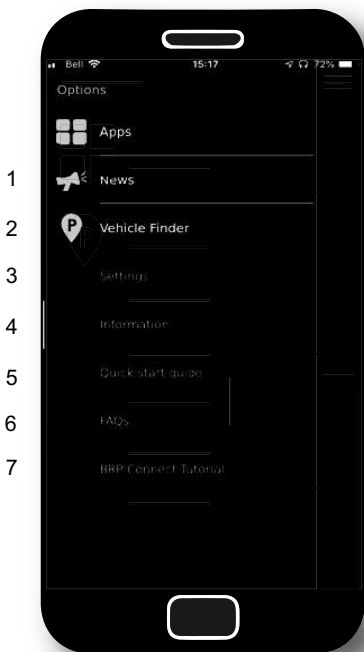 Bell 15:17 72%
Options
Apps
1 News
2 P Vehicle Finder
3 Settings
4 Information
5 Quick start guide
6 FAQs
7 BRP Connect Tutorial